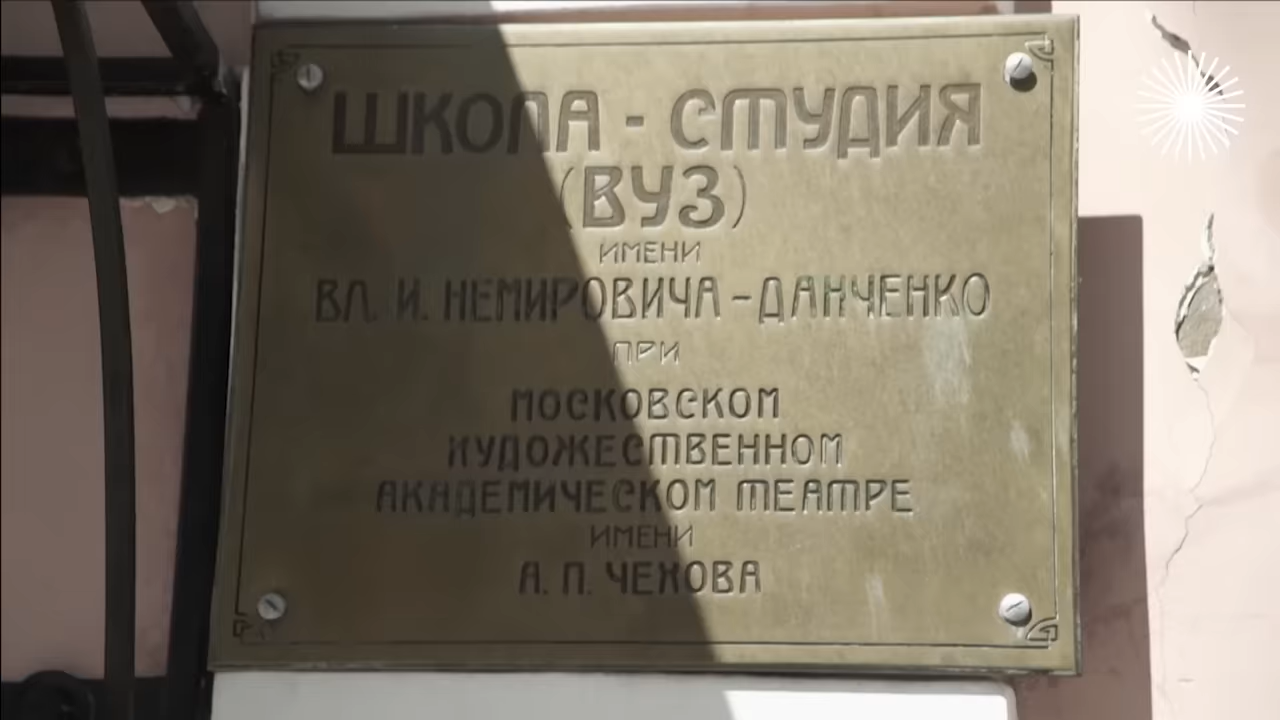 ШКОЛА - СТУДИЯ
(ВУЗ)
ИМЕНИ
ВЛ. И. НЕМИРОВИЧА - ДАНЧЕНКО
ПРИ
МОСКОВСКОМ
ХУДОЖЕСТВЕННОМ
АКАДЕМИЧЕСКОМ ТЕАТРЕ
ИМЕНИ
А. П. ЧЕХОВА